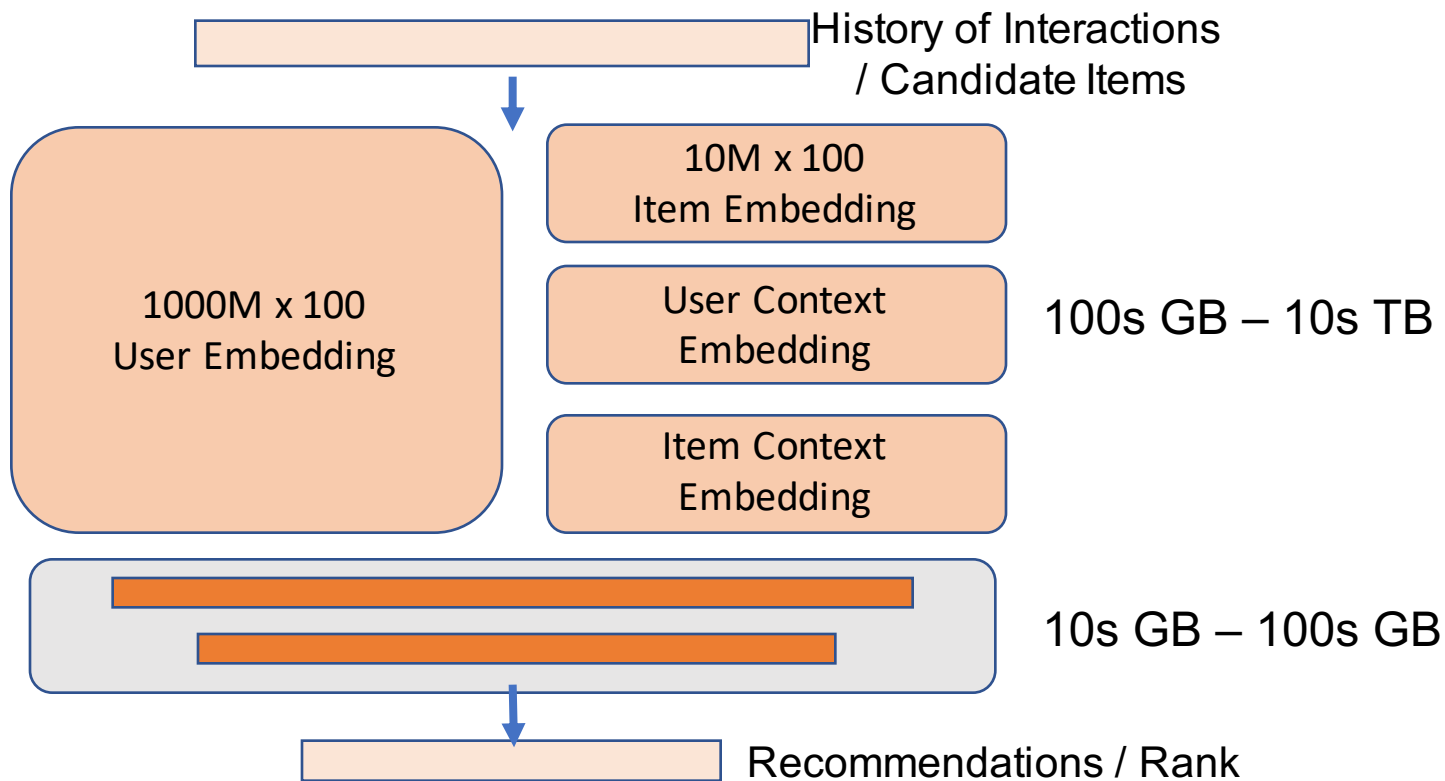 History of Interactions
/ Candidate Items
1000M x 100
User Embedding
10M x 100
Item Embedding
User Context
Embedding
Item Context
Embedding
100s GB – 10s TB
10s GB – 100s GB
Recommendations / Rank